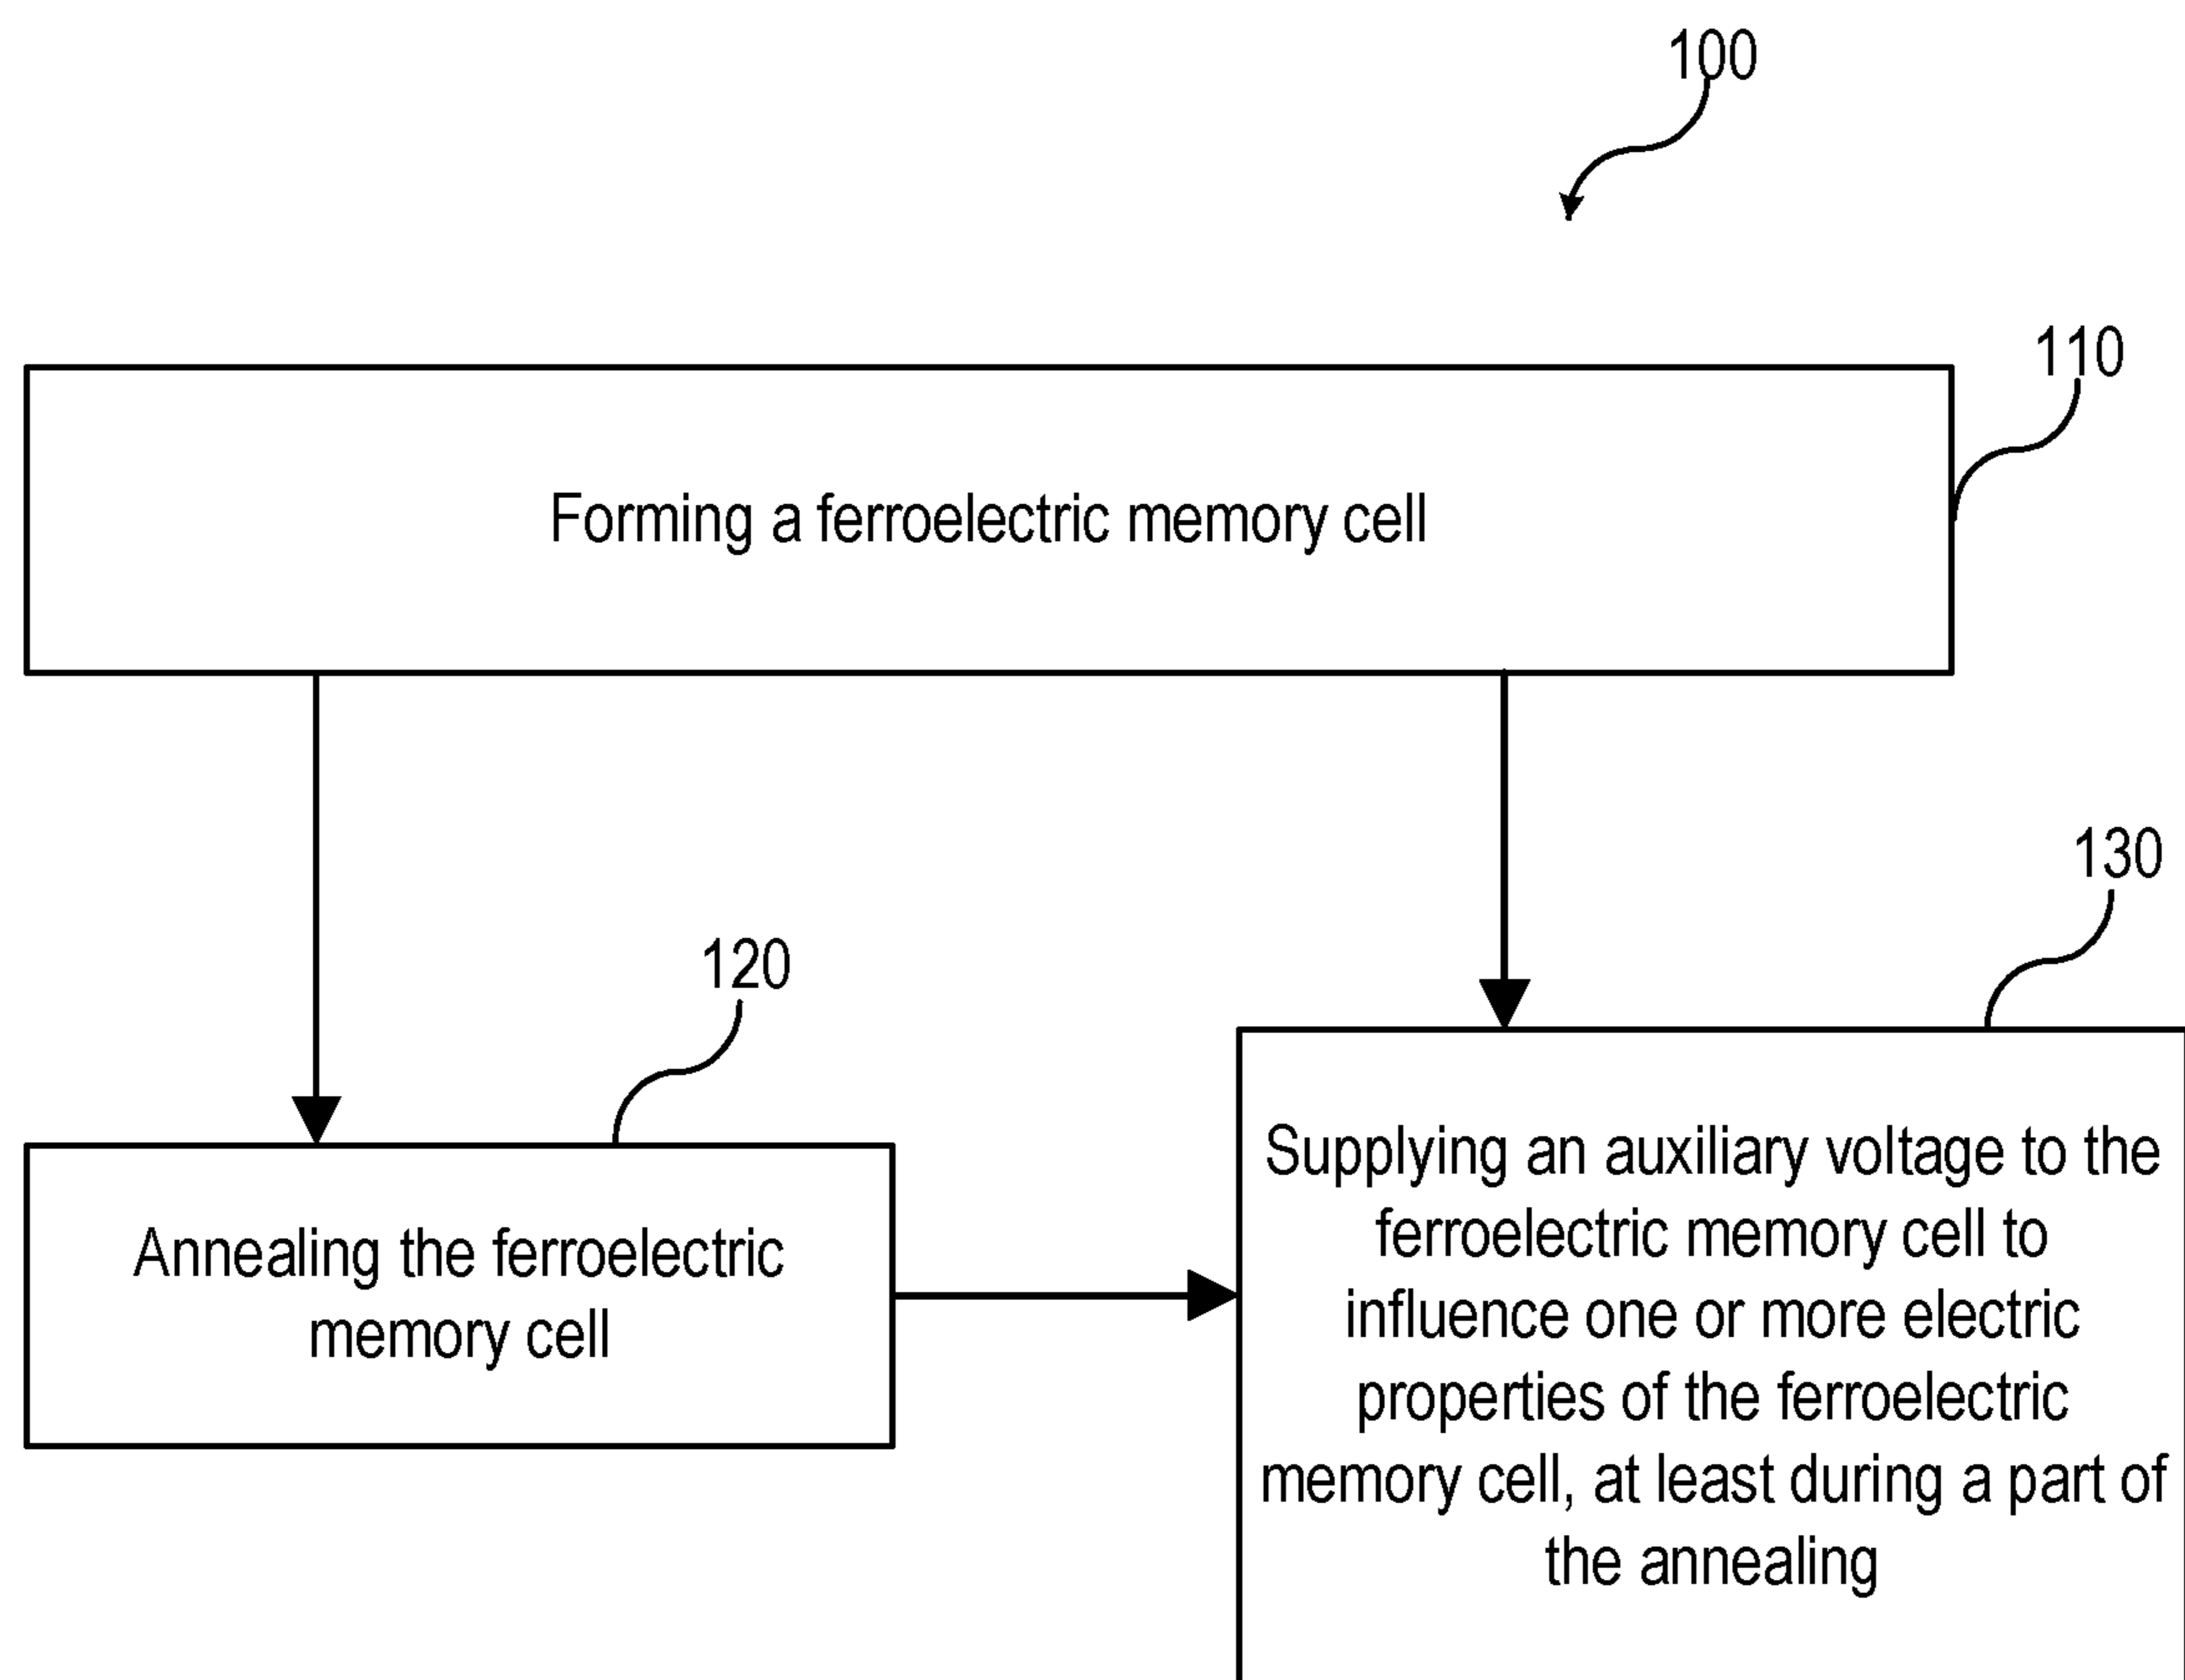 100
110
Forming a ferroelectric memory cell
130
120
Annealing the ferroelectric
memory cell
Supplying an auxiliary voltage to the
ferroelectric memory cell to
influence one or more electric
properties of the ferroelectric
memory cell, at least during a part of
the annealing